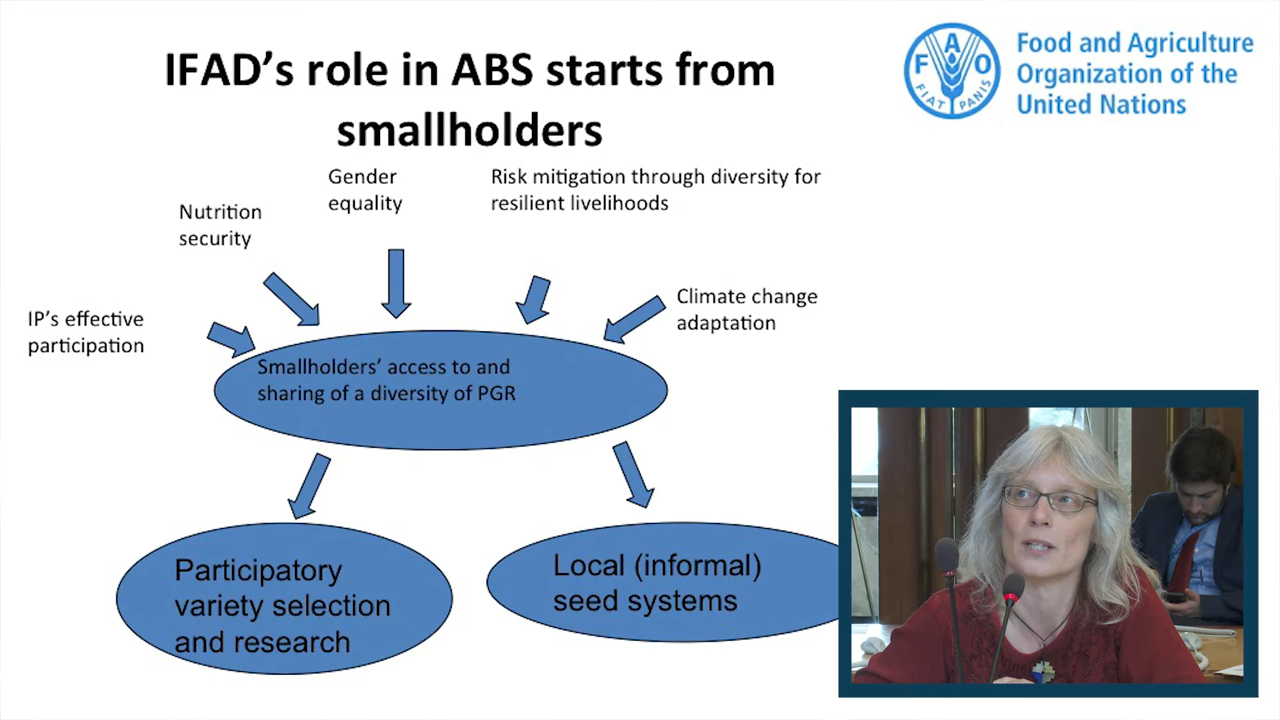 IFAD’s role in ABS starts from
smallholders
F A O
FIAT PANIS
Food and Agriculture
Organization of the
United Nations
Gender
equality
Risk mitigation through diversity for
resilient livelihoods
Nutrition
security
IP’s effective
participation
Climate change
adaptation
Smallholders’ access to and
sharing of a diversity of PGR
Participatory
variety selection
and research
Local (informal)
seed systems